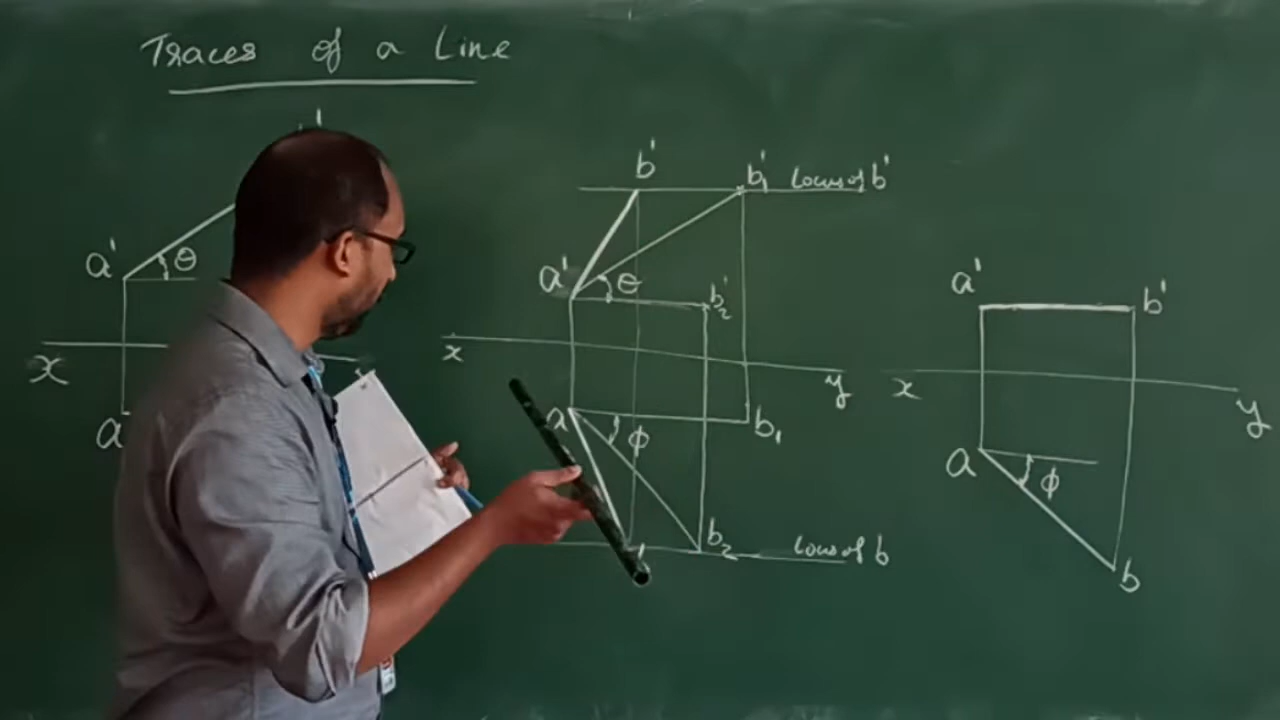 Traces of a Line
b' b₁' Locus of b'
a' θ
a' θ b₂'
a' b'
x y
x y
x
a
a ϕ b₁
a ϕ
b₂ Locus of b
b